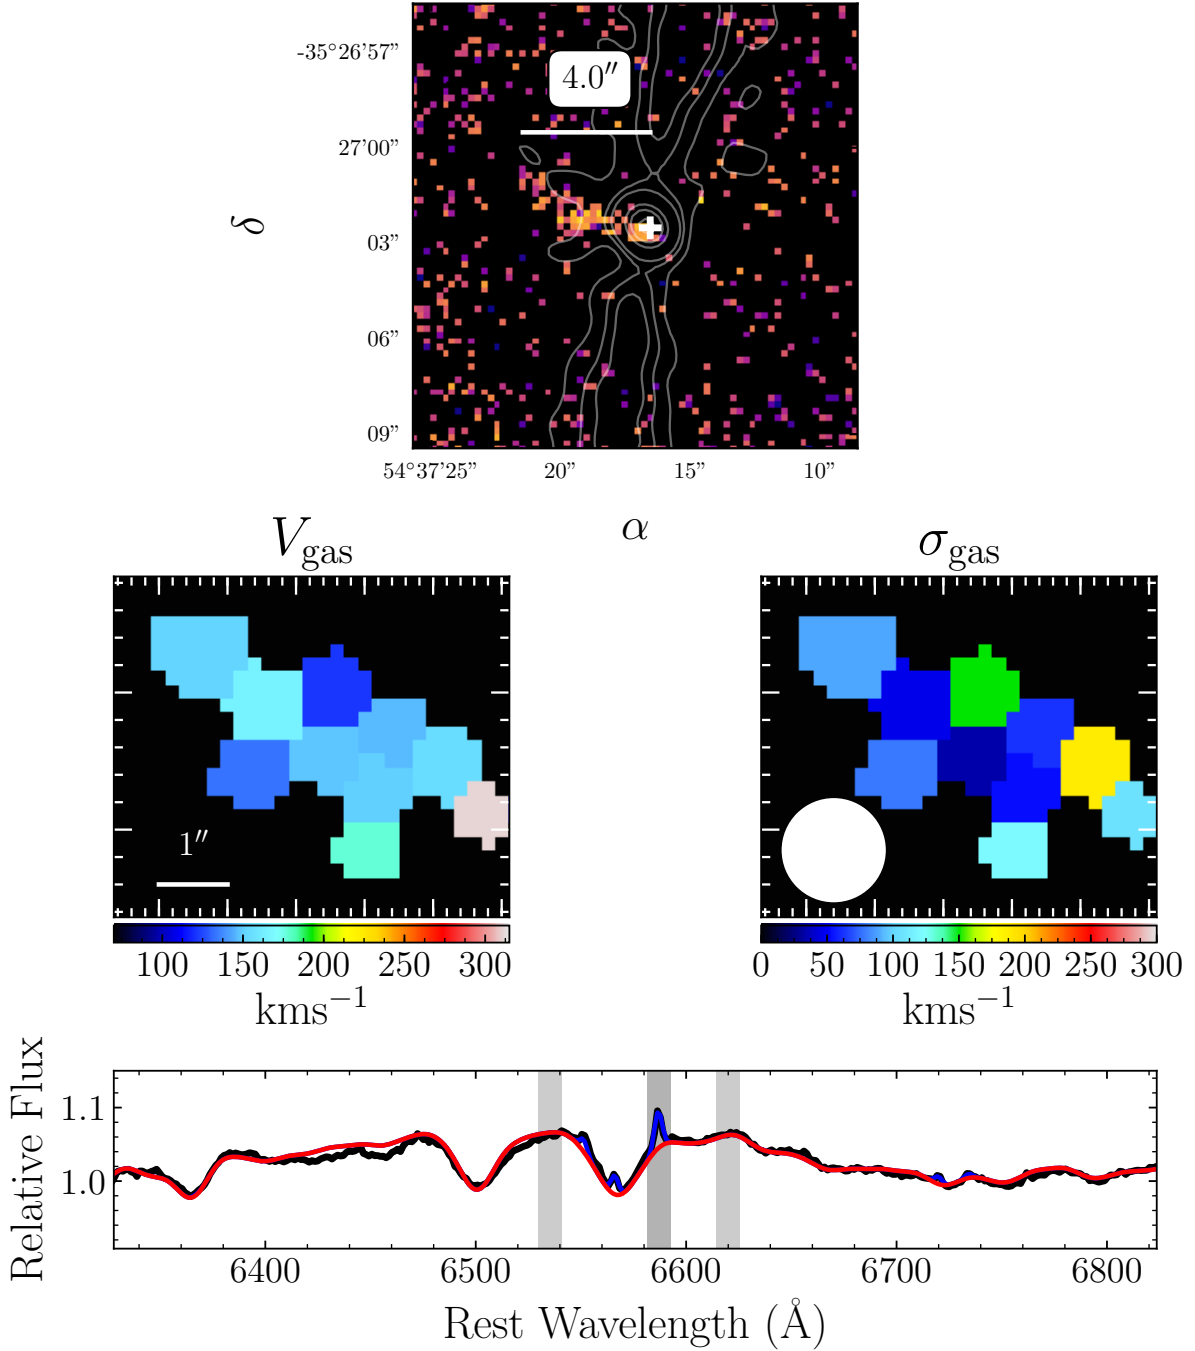 -35°26'57"
4.0″
27'00"
δ
03"
06"
09"
54°37'25" 20" 15" 10"
α
V_gas σ_gas
1″
100 150 200 250 300 0 50 100 150 200 250 300
kms⁻¹ kms⁻¹
Relative Flux
1.1
1.0
6400 6500 6600 6700 6800
Rest Wavelength (Å)